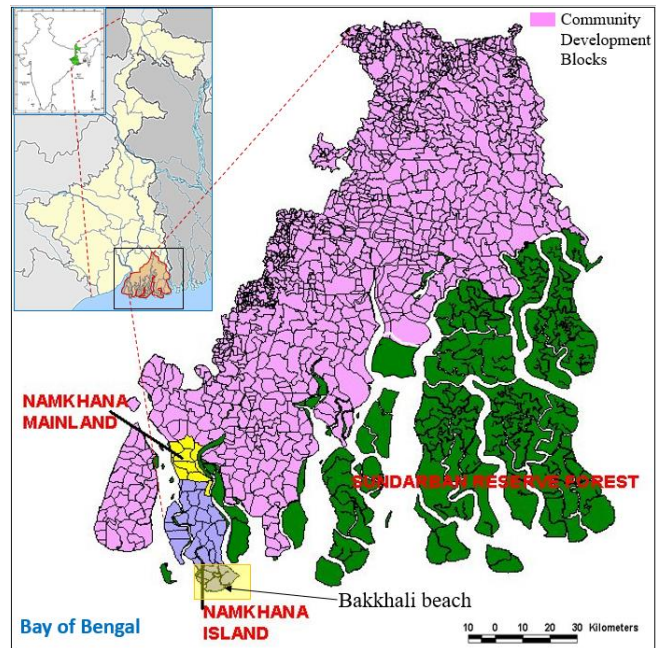 Community
Development
Blocks
NAMKHANA
MAINLAND
SUNDARBAN RESERVE FOREST
Bakkhali beach
NAMKHANA
ISLAND
Bay of Bengal
10 0 10 20 30 Kilometers